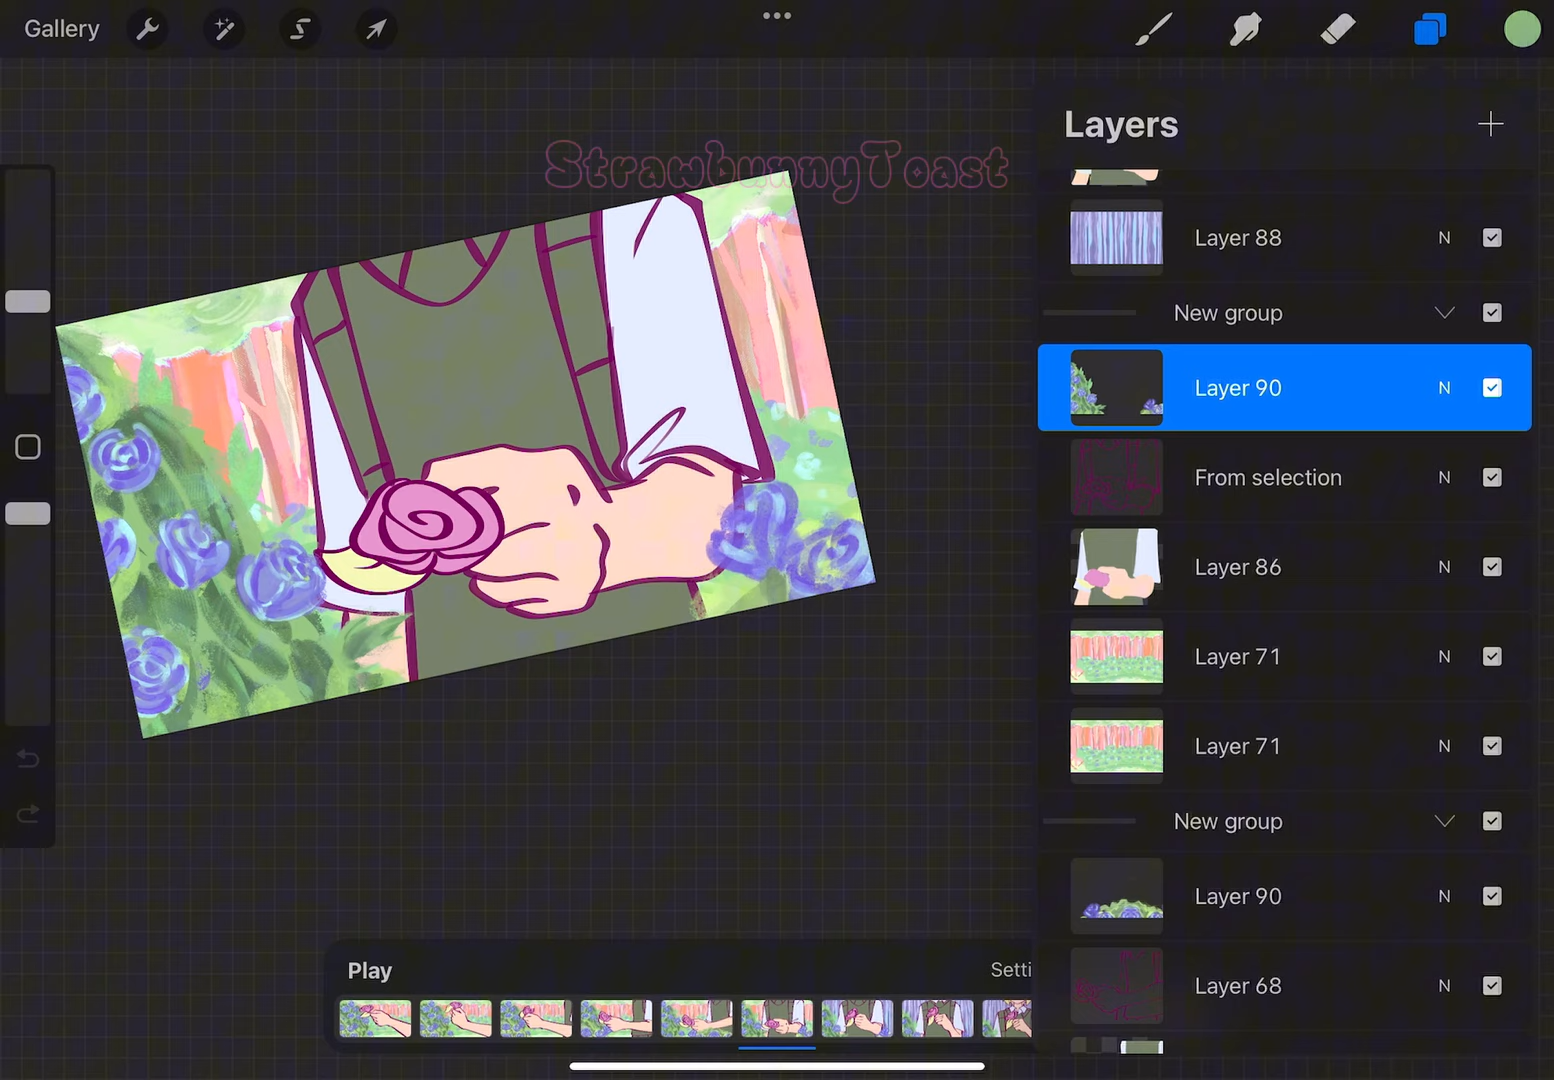 Gallery
StrawbunnyToast
Layers
Layer 88 N
New group
Layer 90 N
From selection N
Layer 86 N
Layer 71 N
Layer 71 N
New group
Layer 90 N
Layer 68 N
Play
Setti